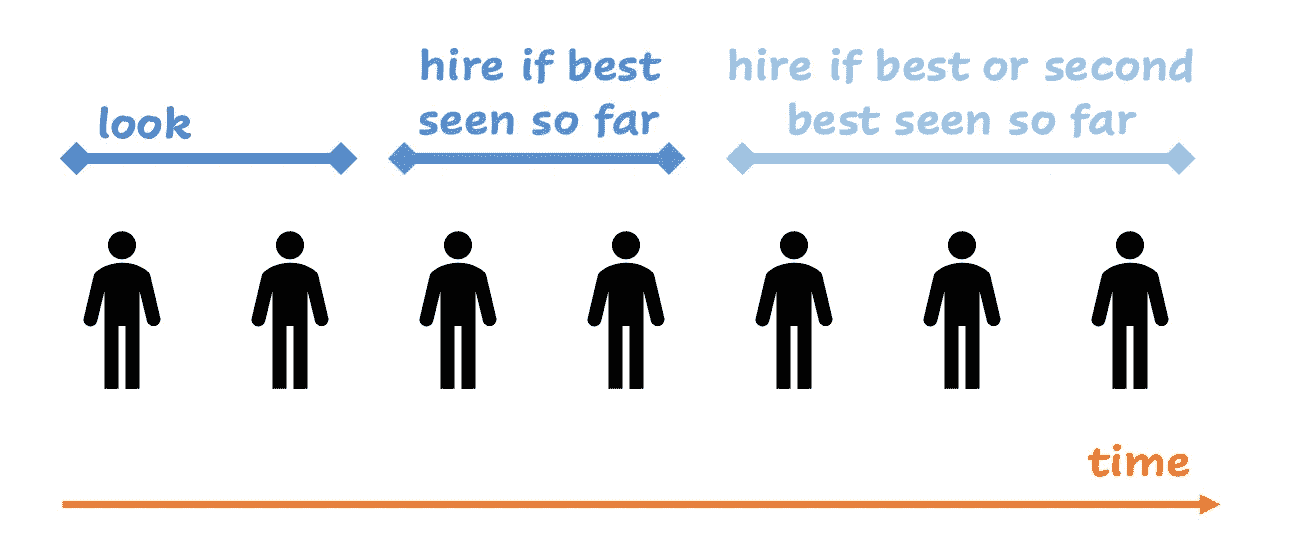 look
hire if best
seen so far
hire if best or second
best seen so far
time